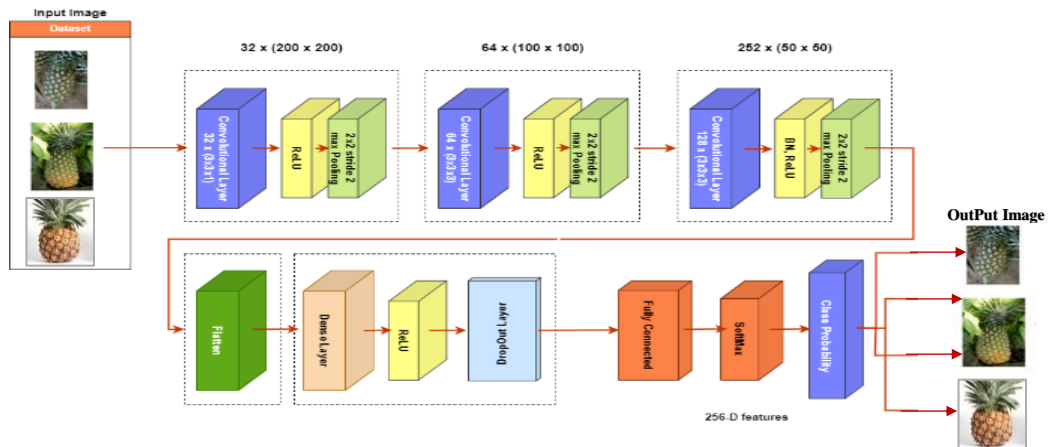 Input Image
Dataset
32 x (200 x 200)
64 x (100 x 100)
252 x (50 x 50)
Convolutional Layer
32 x (3x3x1)
ReLU
2x2 stride 2
max Pooling
Convolutional Layer
64 x (3x3x3)
ReLU
2x2 stride 2
max Pooling
Convolutional Layer
128 x (3x3x3)
BN, ReLU
2x2 stride 2
max Pooling
OutPut Image
Flatten
Dense Layer
ReLU
DropOut Layer
Fully Connected
SoftMax
Class Probability
256-D features